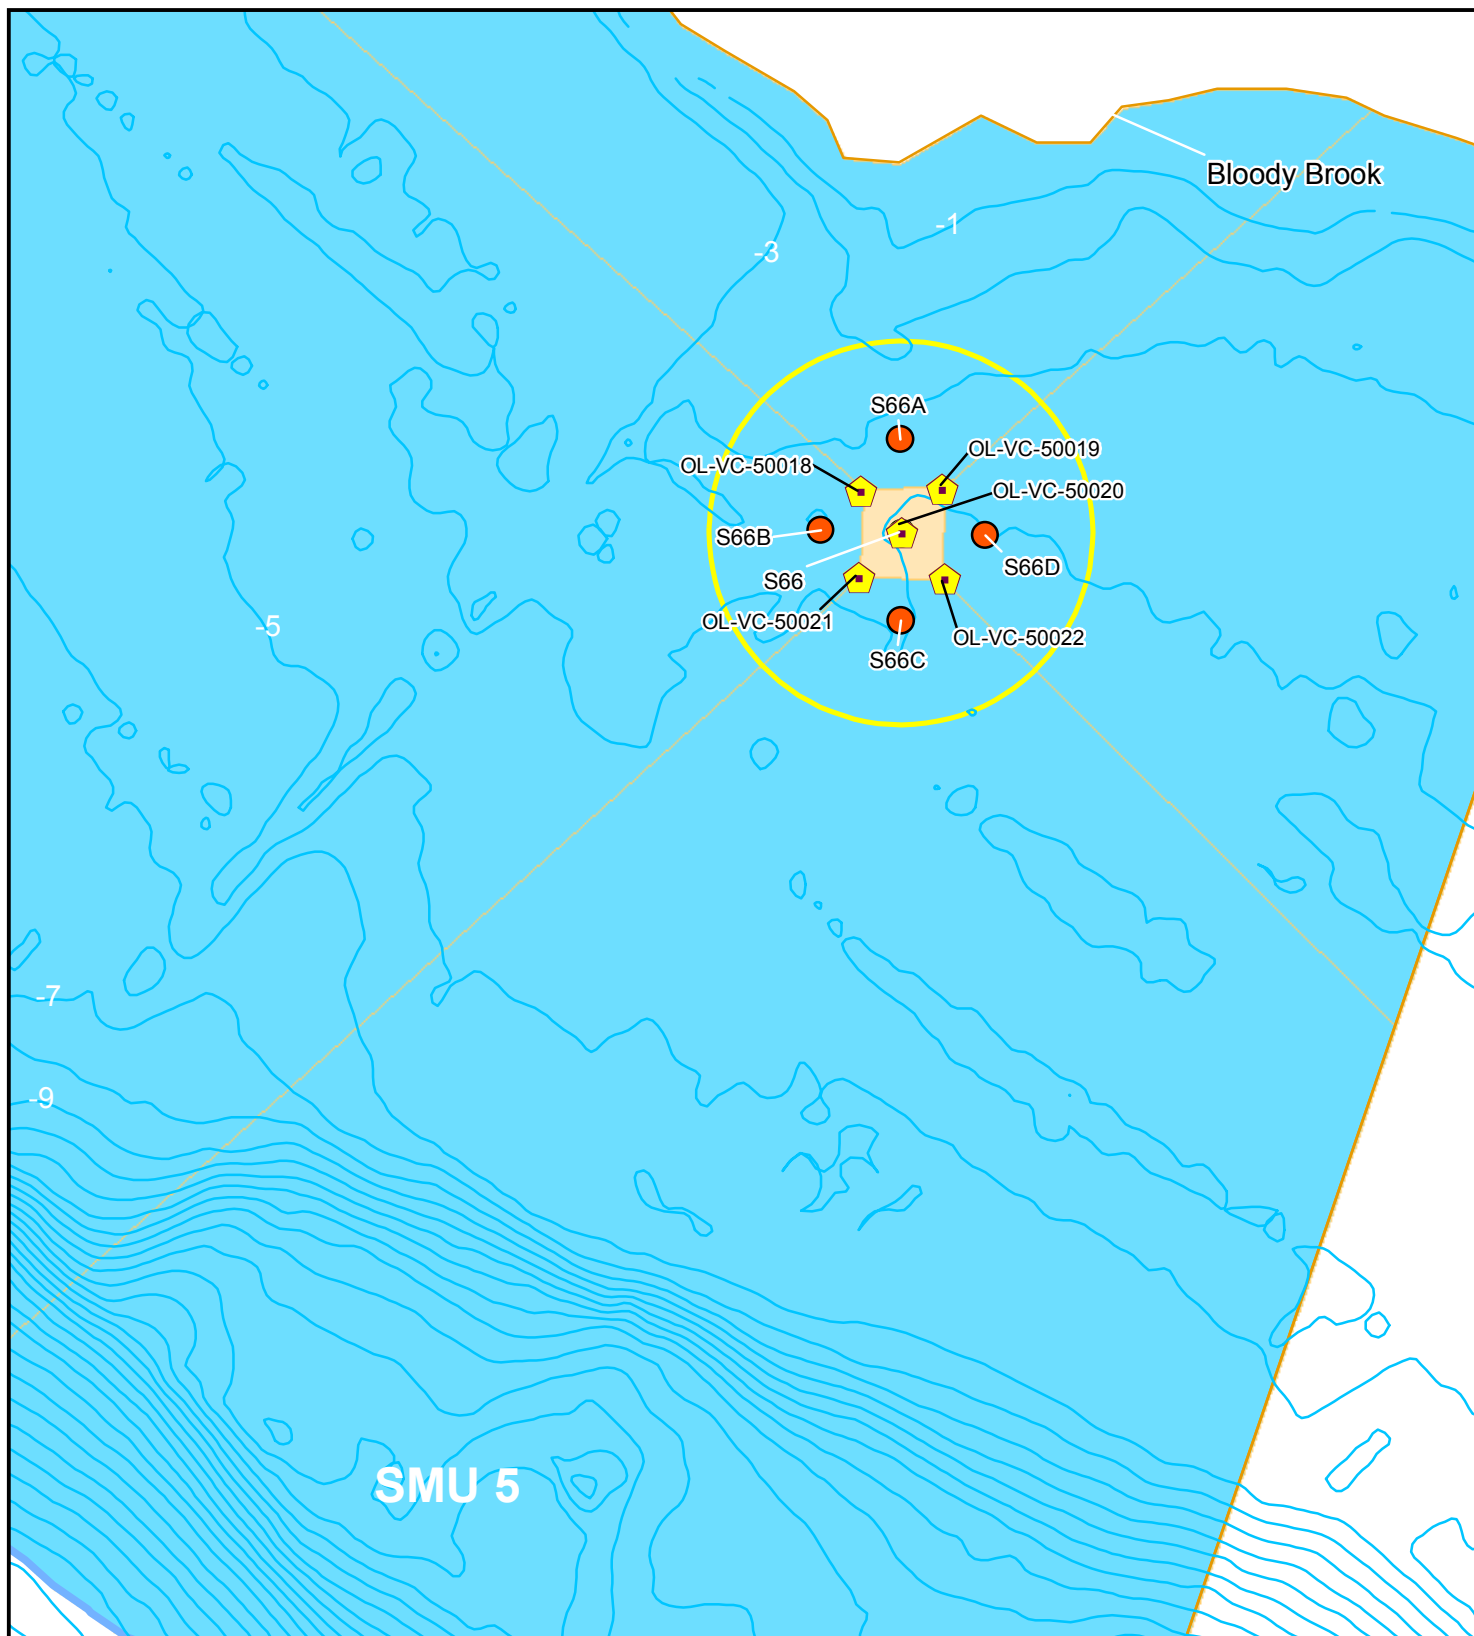 Bloody Brook
-1
-3
S66A
OL-VC-50019
OL-VC-50018
OL-VC-50020
S66B
S66D
S66
OL-VC-50021
-5
OL-VC-50022
S66C
-7
-9
SMU 5